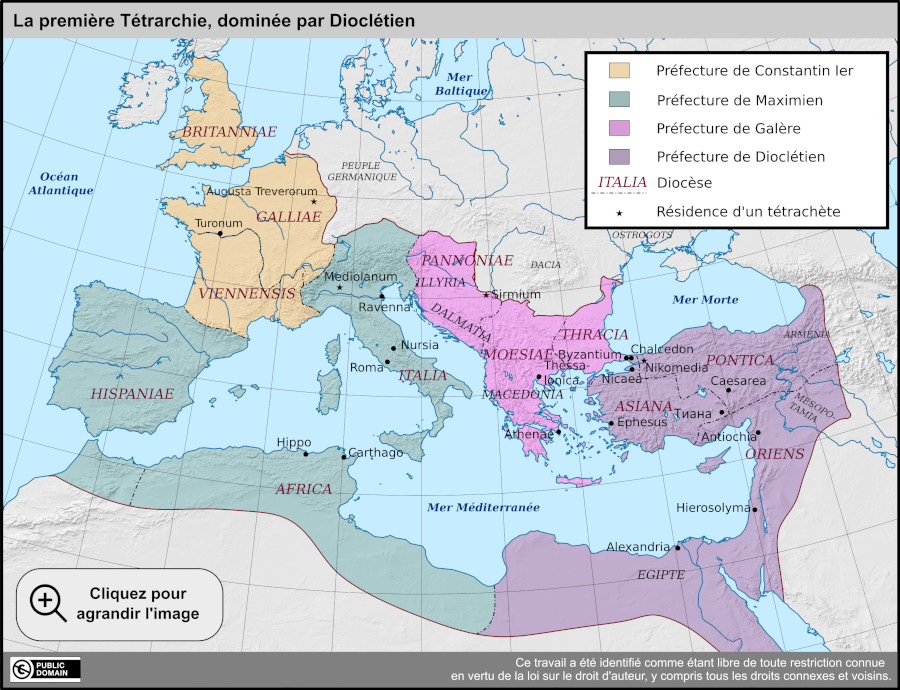 La première Tétrarchie, dominée par Dioclétien
Mer
Baltique
Préfecture de Constantin Ier
Préfecture de Maximien
Préfecture de Galère
Préfecture de Dioclétien
ITALIA Diocèse
Résidence d'un tétrachète
BRITANNIAE
PEUPLE
GERMANIQUE
Océan
Atlantique
Augusta Treverorum
GALLIAE
Turonum
OSTROGOTS
PANNONIAE
DACIA
Mediolanum
ILLYRIA
VIENNENSIS
Sirmium
Mer Morte
Ravenna
DALMATIA
THRACIA
ARMENIA
Nursia
MOESIAE
Byzantium
Chalcedon
Roma
Thessa-
lonica
Nikomedia
PONTICA
ITALIA
Nicaea
Caesarea
HISPANIAE
MACEDONIA
ASIANA
Тиана
MESOPO-
TAMIA
Ephesus
Athenae
Antiochia
Hippo
Carthago
ORIENS
AFRICA
Mer Méditerranée
Hierosolyma
Alexandria
EGIPTE
Cliquez pour
agrandir l'image
PUBLIC
DOMAIN
Ce travail a été identifié comme étant libre de toute restriction connue
en vertu de la loi sur le droit d'auteur, y compris tous les droits connexes et voisins.